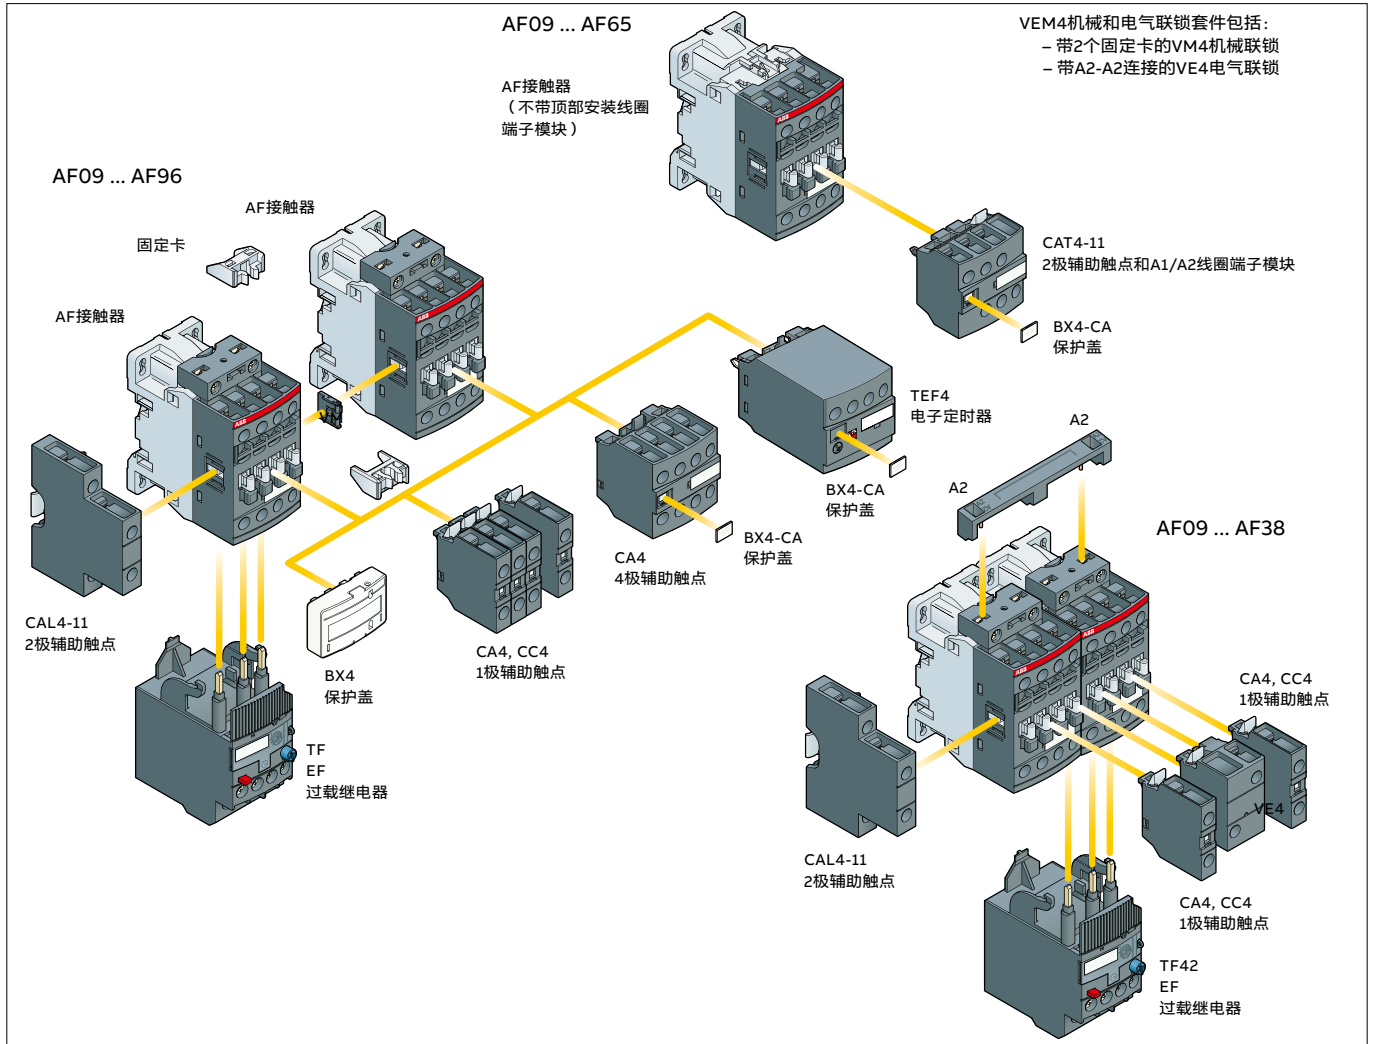 AF09 ... AF65
VEM4机械和电气联锁套件包括：
– 带2个固定卡的VM4机械联锁
– 带A2-A2连接的VE4电气联锁
AF接触器
（不带顶部安装线圈
端子模块）
ABB
AF09 ... AF96
AF接触器
固定卡
AF接触器
ABB
ABB
CAT4-11
2极辅助触点和A1/A2线圈端子模块
BX4-CA
保护盖
TEF4
电子定时器
BX4-CA
保护盖
CA4
4极辅助触点
BX4-CA
保护盖
CAL4-11
2极辅助触点
CA4, CC4
1极辅助触点
BX4
保护盖
TF
EF
过载继电器
A2
A2
AF09 ... AF38
ABB
ABB
CA4, CC4
1极辅助触点
VE4
CAL4-11
2极辅助触点
CA4, CC4
1极辅助触点
TF42
EF
过载继电器